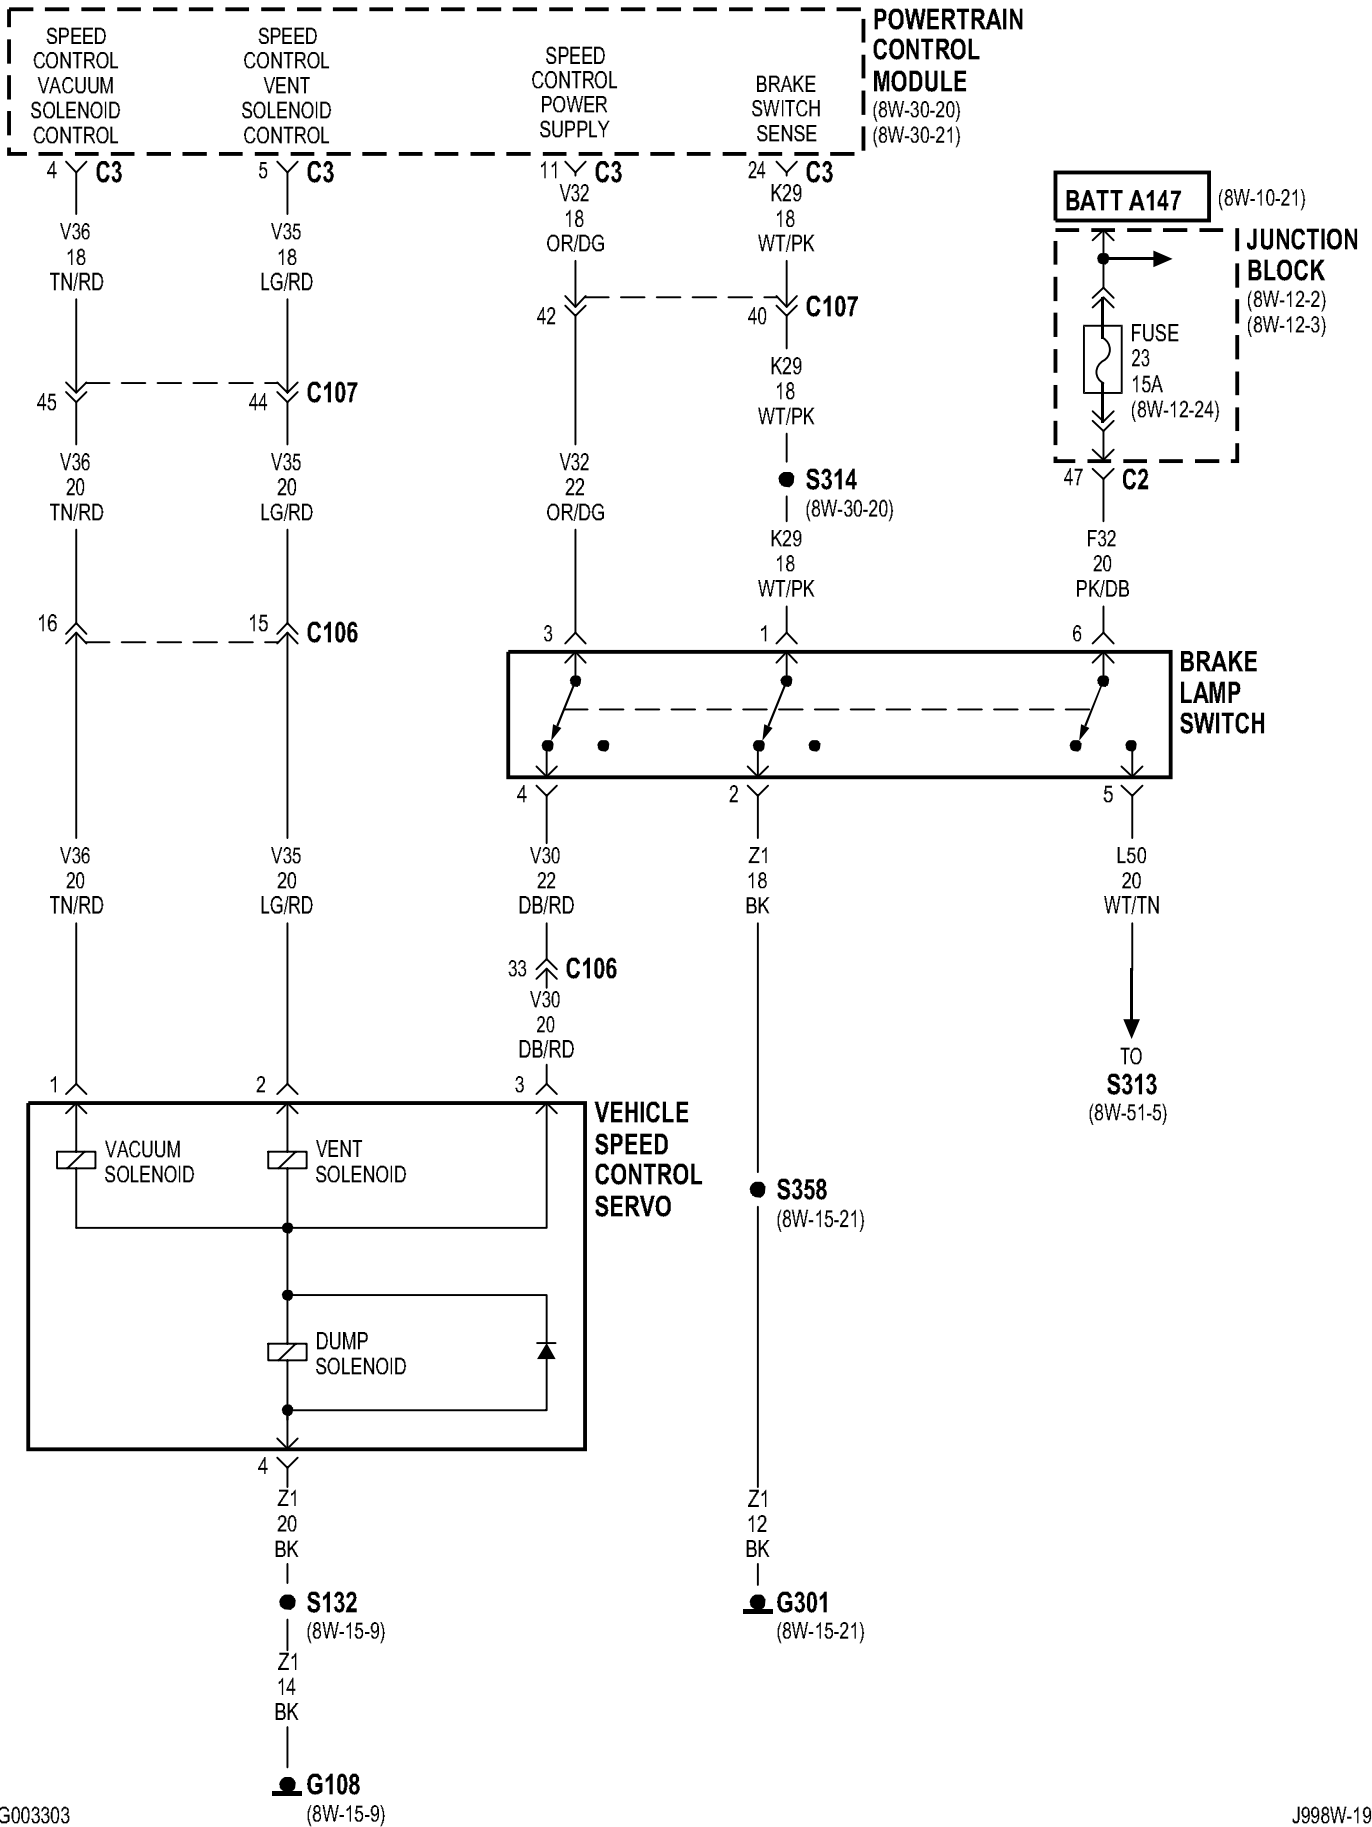 SPEED
CONTROL
VACUUM
SOLENOID
CONTROL
SPEED
CONTROL
VENT
SOLENOID
CONTROL
SPEED
CONTROL
POWER
SUPPLY
BRAKE
SWITCH
SENSE
POWERTRAIN
CONTROL
MODULE
(8W-30-20)
(8W-30-21)
4 C3
5 C3
11 C3
24 C3
V36
18
TN/RD
V35
18
LG/RD
V32
18
OR/DG
K29
18
WT/PK
BATT A147
(8W-10-21)
JUNCTION
BLOCK
(8W-12-2)
(8W-12-3)
FUSE
23
15A
(8W-12-24)
47 C2
42
40 C107
45
44 C107
K29
18
WT/PK
V36
20
TN/RD
V35
20
LG/RD
V32
22
OR/DG
S314
(8W-30-20)
K29
18
WT/PK
F32
20
PK/DB
16
15 C106
3
1
6
BRAKE
LAMP
SWITCH
4
2
5
V36
20
TN/RD
V35
20
LG/RD
V30
22
DB/RD
Z1
18
BK
L50
20
WT/TN
33 C106
V30
20
DB/RD
TO
S313
(8W-51-5)
1
2
3
VEHICLE
SPEED
CONTROL
SERVO
VACUUM
SOLENOID
VENT
SOLENOID
S358
(8W-15-21)
DUMP
SOLENOID
4
Z1
20
BK
Z1
12
BK
S132
(8W-15-9)
G301
(8W-15-21)
Z1
14
BK
G108
(8W-15-9)
G003303
J998W-19